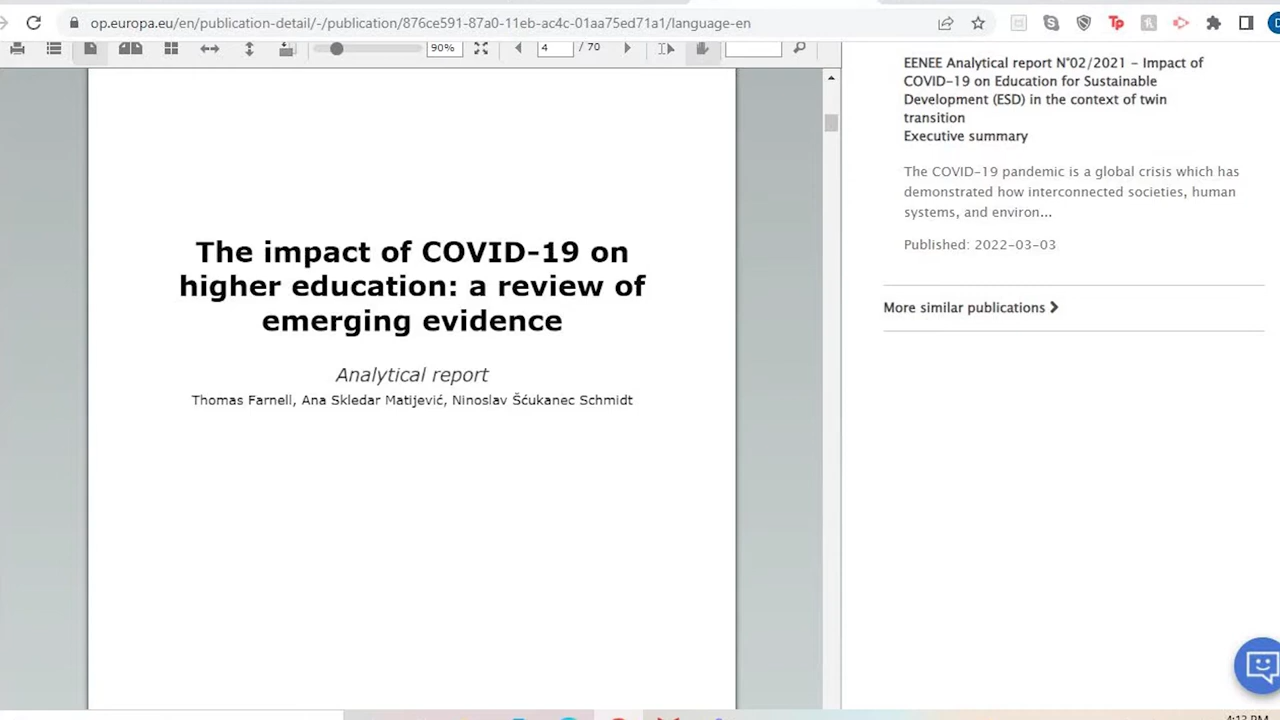 op.europa.eu/en/publication-detail/-/publication/876ce591-87a0-11eb-ac4c-01aa75ed71a1/language-en
Tp
90%
4
/ 70
The impact of COVID-19 on
higher education: a review of
emerging evidence
Analytical report
Thomas Farnell, Ana Skledar Matijević, Ninoslav Šćukanec Schmidt
EENEE Analytical report N°02/2021 – Impact of
COVID-19 on Education for Sustainable
Development (ESD) in the context of twin
transition
Executive summary
The COVID-19 pandemic is a global crisis which has
demonstrated how interconnected societies, human
systems, and environ...
Published: 2022-03-03
More similar publications
4:13 PM